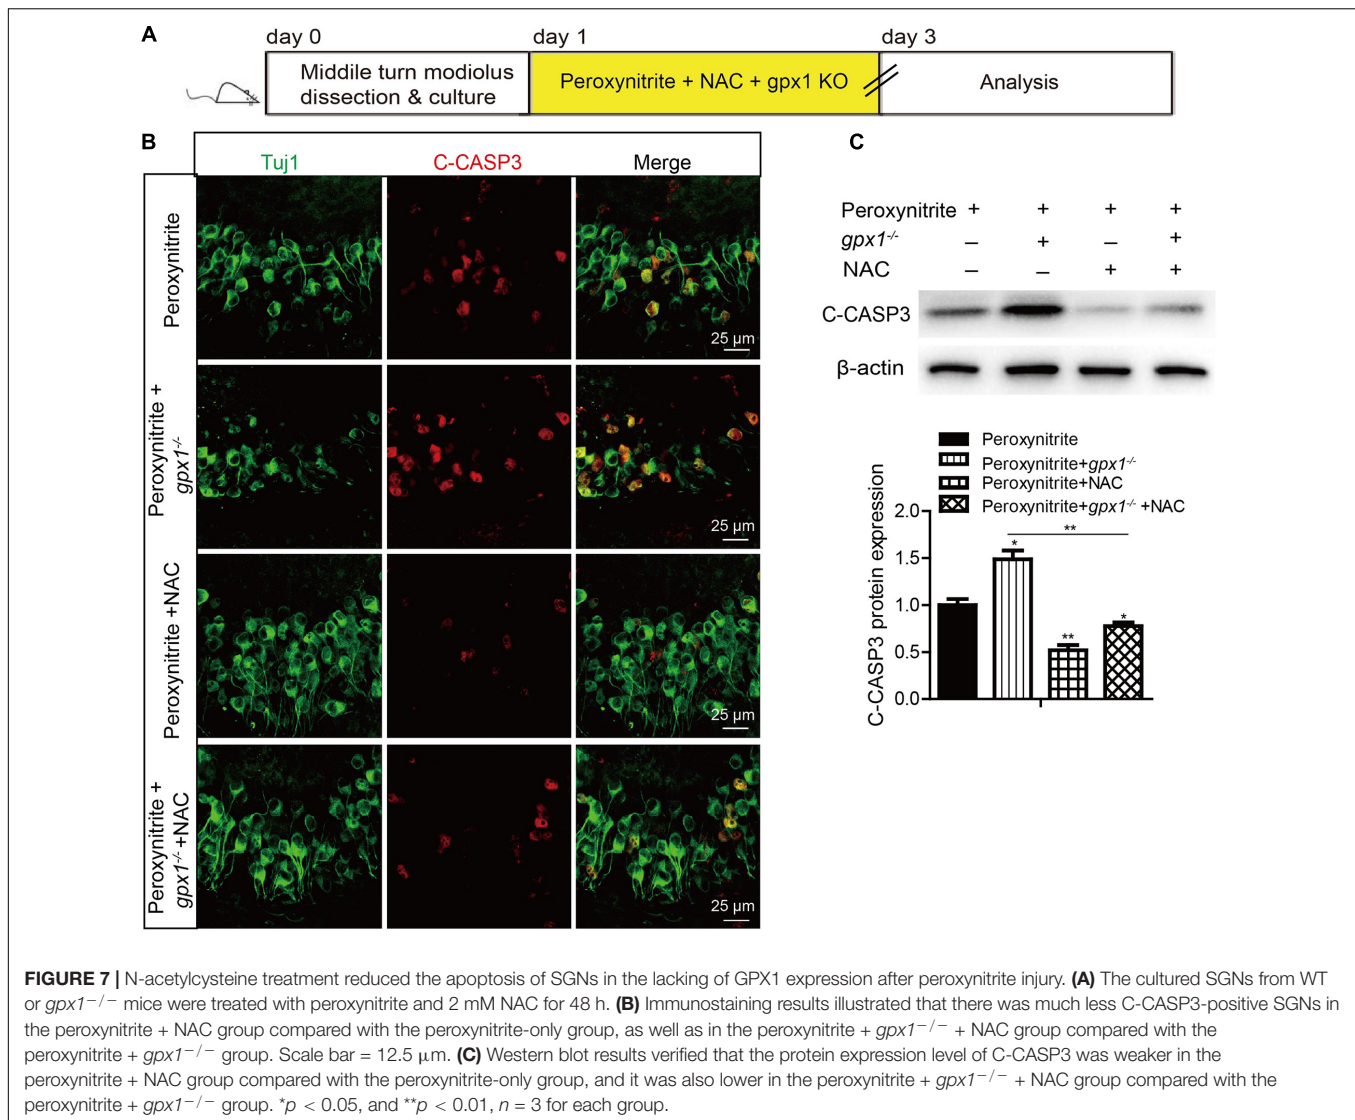 A
day 0 day 1 day 3
Middile turn modiolus
dissection & culture
Peroxynitrite + NAC + gpx1 KO
Analysis
B
Tuj1 C-CASP3 Merge
Peroxynitrite
25 µm
Peroxynitrite +
gpx1-/-
25 µm
Peroxynitrite +NAC
25 µm
Peroxynitrite +
gpx1-/- +NAC
25 µm
C
Peroxynitrite + + + +
gpx1-/- – + – +
NAC – – + +
C-CASP3
β-actin
Peroxynitrite
Peroxynitrite+gpx1-/-
Peroxynitrite+NAC
Peroxynitrite+gpx1-/- +NAC
C-CASP3 protein expression
2.0
1.5
1.0
0.5
0.0
*
**
*
**
FIGURE 7 | N-acetylcysteine treatment reduced the apoptosis of SGNs in the lacking of GPX1 expression after peroxynitrite injury. (A) The cultured SGNs from WT
or gpx1−/− mice were treated with peroxynitrite and 2 mM NAC for 48 h. (B) Immunostaining results illustrated that there was much less C-CASP3-positive SGNs in
the peroxynitrite + NAC group compared with the peroxynitrite-only group, as well as in the peroxynitrite + gpx1−/− + NAC group compared with the
peroxynitrite + gpx1−/− group. Scale bar = 12.5 µm. (C) Western blot results verified that the protein expression level of C-CASP3 was weaker in the
peroxynitrite + NAC group compared with the peroxynitrite-only group, and it was also lower in the peroxynitrite + gpx1−/− + NAC group compared with the
peroxynitrite + gpx1−/− group. *p < 0.05, and **p < 0.01, n = 3 for each group.